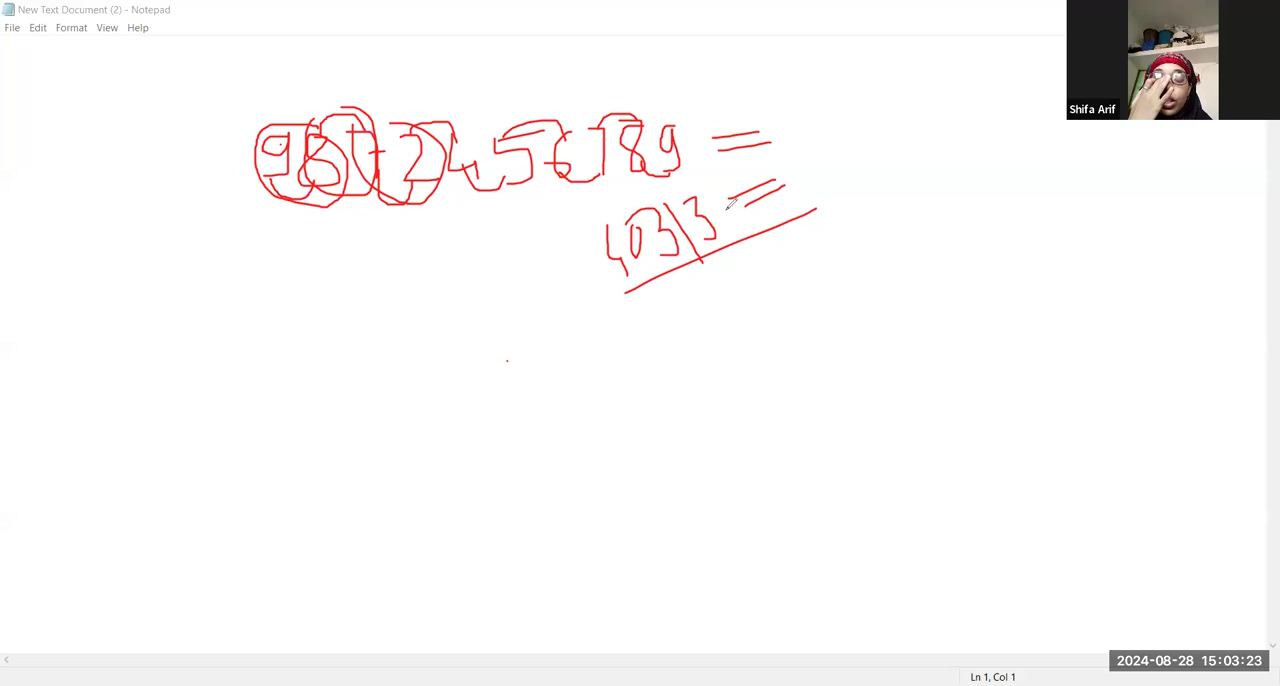 New Text Document (2) - Notepad
File Edit Format View Help
Shifa Arif
=
40313 =
2024-08-28 15:03:23
Ln 1, Col 1